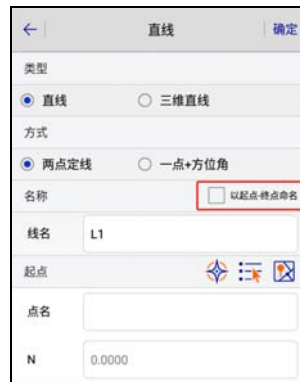 直线 确定
类型
直线 三维直线
方式
两点定线 一点+方位角
名称 以起点-终点命名
线名 L1
起点
点名
N 0.0000